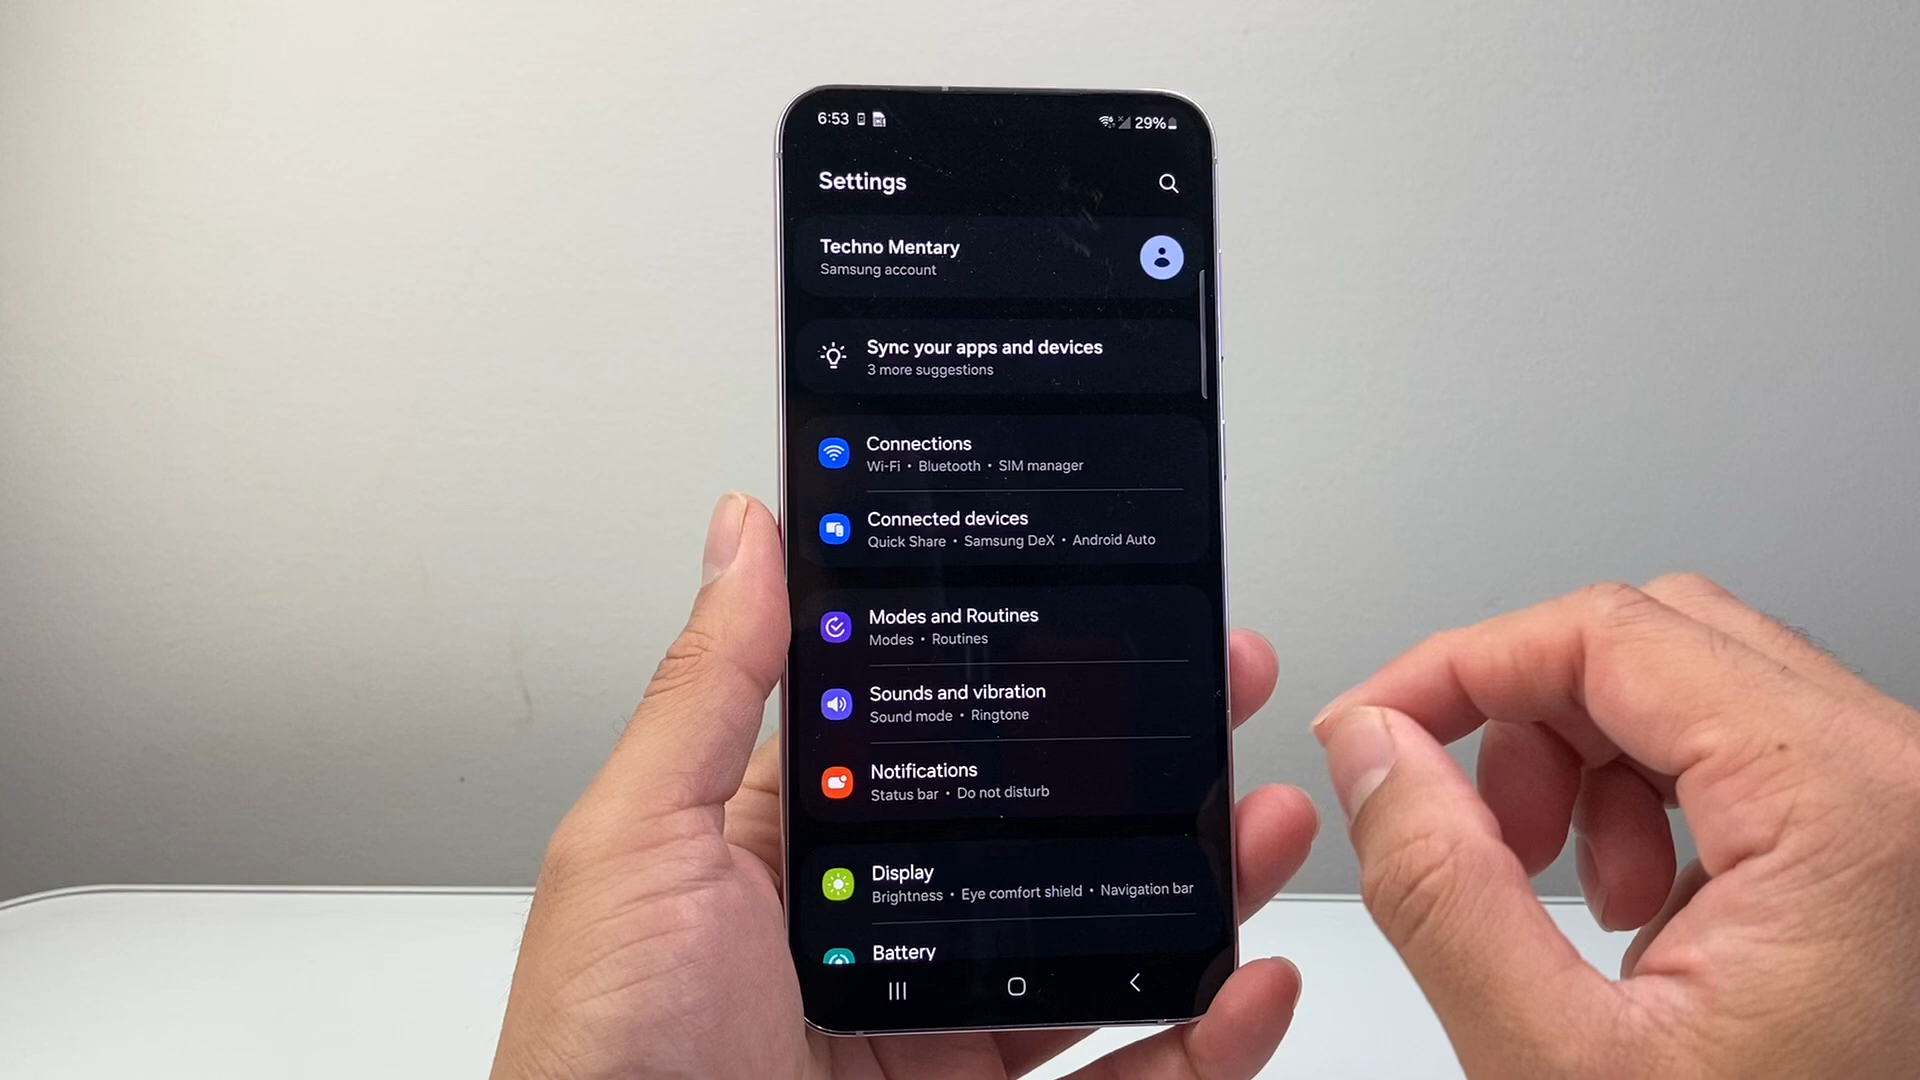 6:53 29%
Settings
Techno Mentary
Samsung account
Sync your apps and devices
3 more suggestions
Connections
Wi-Fi • Bluetooth • SIM manager
Connected devices
Quick Share • Samsung DeX • Android Auto
Modes and Routines
Modes • Routines
Sounds and vibration
Sound mode • Ringtone
Notifications
Status bar • Do not disturb
Display
Brightness • Eye comfort shield • Navigation bar
Battery